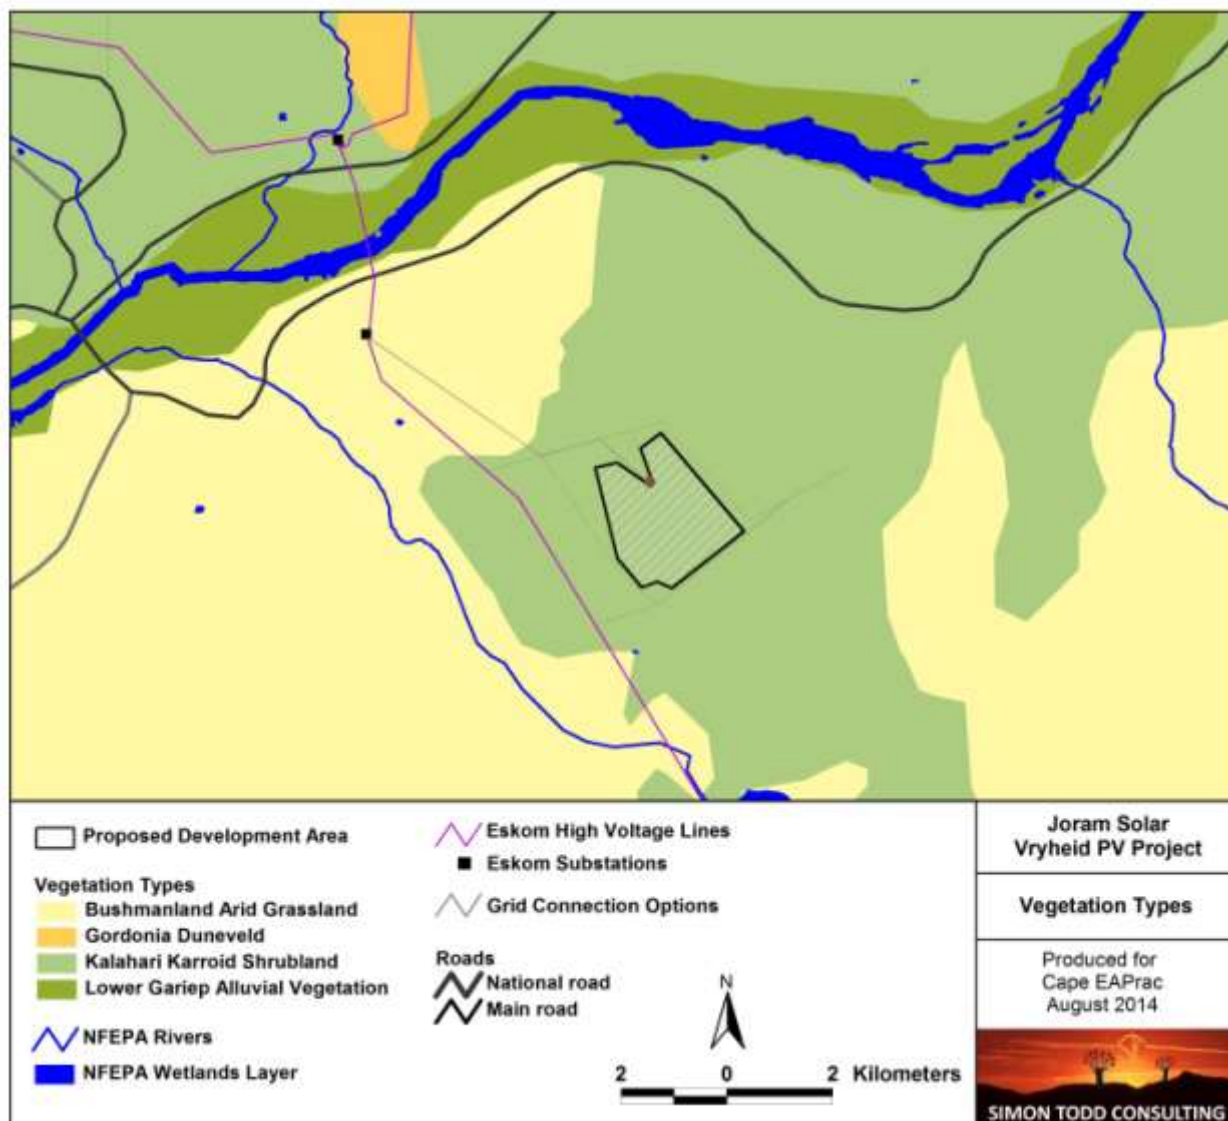 Proposed Development Area
Vegetation Types
Bushmanland Arid Grassland
Gordonia Duneveld
Kalahari Karroid Shrubland
Lower Gariep Alluvial Vegetation
NFEPA Rivers
NFEPA Wetlands Layer
Eskom High Voltage Lines
Eskom Substations
Grid Connection Options
Roads
National road
Main road
N
2 0 2 Kilometers
Joram Solar
Vryheid PV Project
Vegetation Types
Produced for
Cape EAPrac
August 2014
SIMON TODD CONSULTING